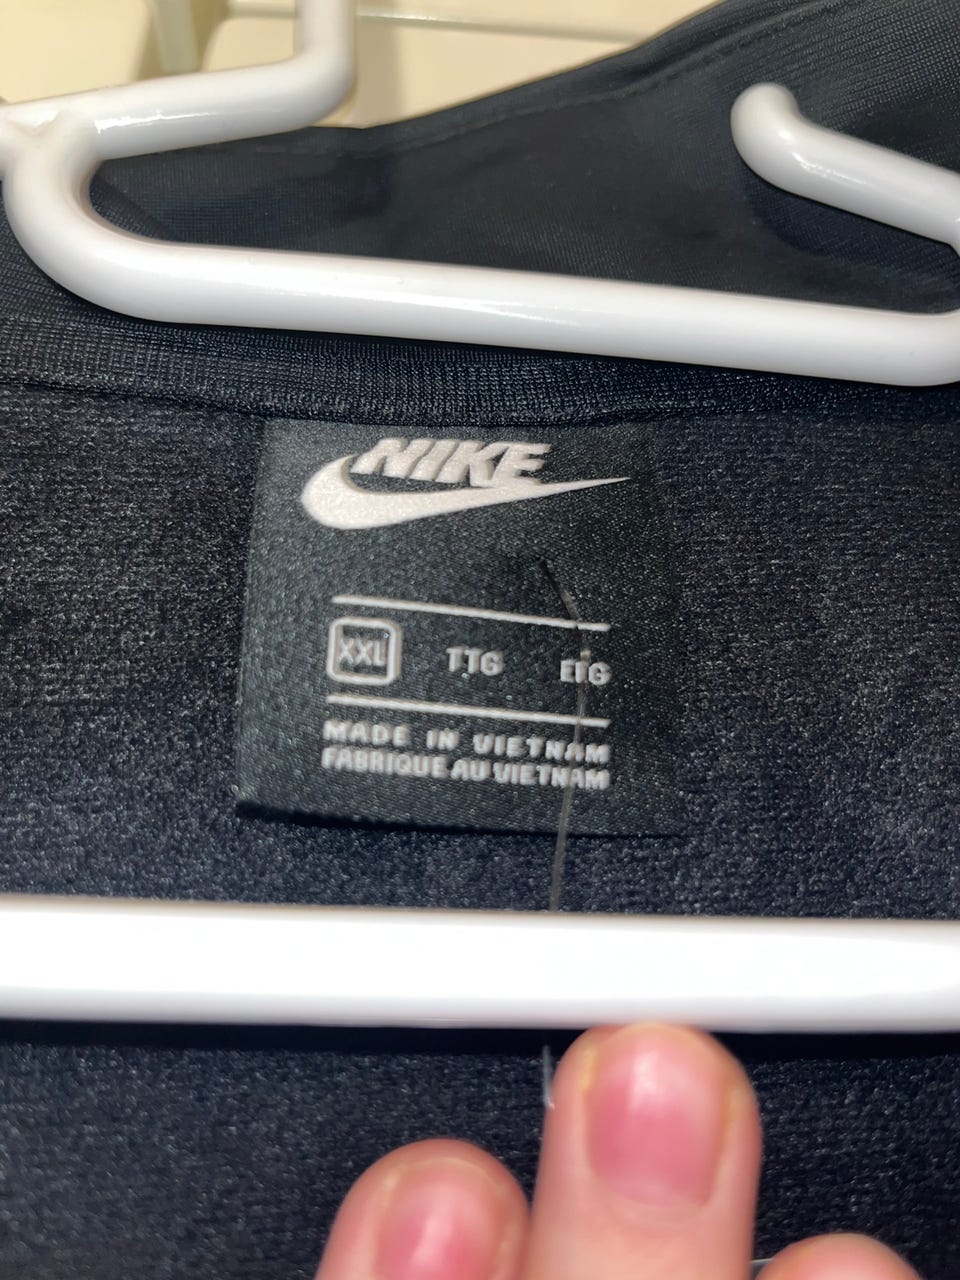 NIKE
XXL TTG EIG
MADE IN VIETNAM
FABRIQUE AU VIETNAM